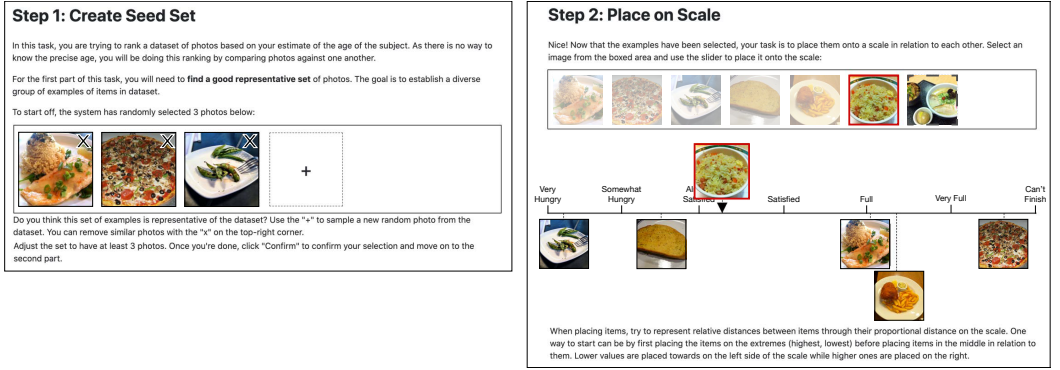 Step 1: Create Seed Set
In this task, you are trying to rank a dataset of photos based on your estimate of the age of the subject. As there is no way to
know the precise age, you will be doing this ranking by comparing photos against one another.
For the first part of this task, you will need to find a good representative set of photos. The goal is to establish a diverse
group of examples of items in dataset.
To start off, the system has randomly selected 3 photos below:
X X X
+
Do you think this set of examples is representative of the dataset? Use the "+" to sample a new random photo from the
dataset. You can remove similar photos with the "x" on the top-right corner.
Adjust the set to have at least 3 photos. Once you're done, click "Confirm" to confirm your selection and move on to the
second part.
Step 2: Place on Scale
Nice! Now that the examples have been selected, your task is to place them onto a scale in relation to each other. Select an
image from the boxed area and use the slider to place it onto the scale:
Very Hungry
Somewhat Hungry
Satisfied
Satisfied
Full
Very Full
Can't Finish
When placing items, try to represent relative distances between items through their proportional distance on the scale. One
way to start can be by first placing the items on the extremes (highest, lowest) before placing items in the middle in relation to
them. Lower values are placed towards on the left side of the scale while higher ones are placed on the right.